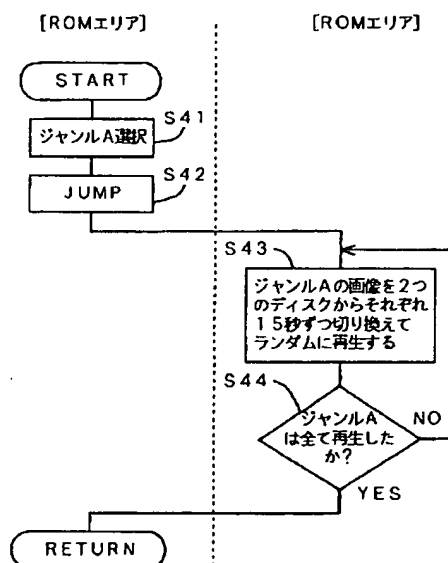 [ROMエリア]
[ROMエリア]
START
S41
ジャンルA選択
S42
JUMP
S43
ジャンルAの画像を2つ
のディスクからそれぞれ
15秒ずつ切り換えて
ランダムに再生する
S44
ジャンルA
は全て再生した
か?
NO
YES
RETURN